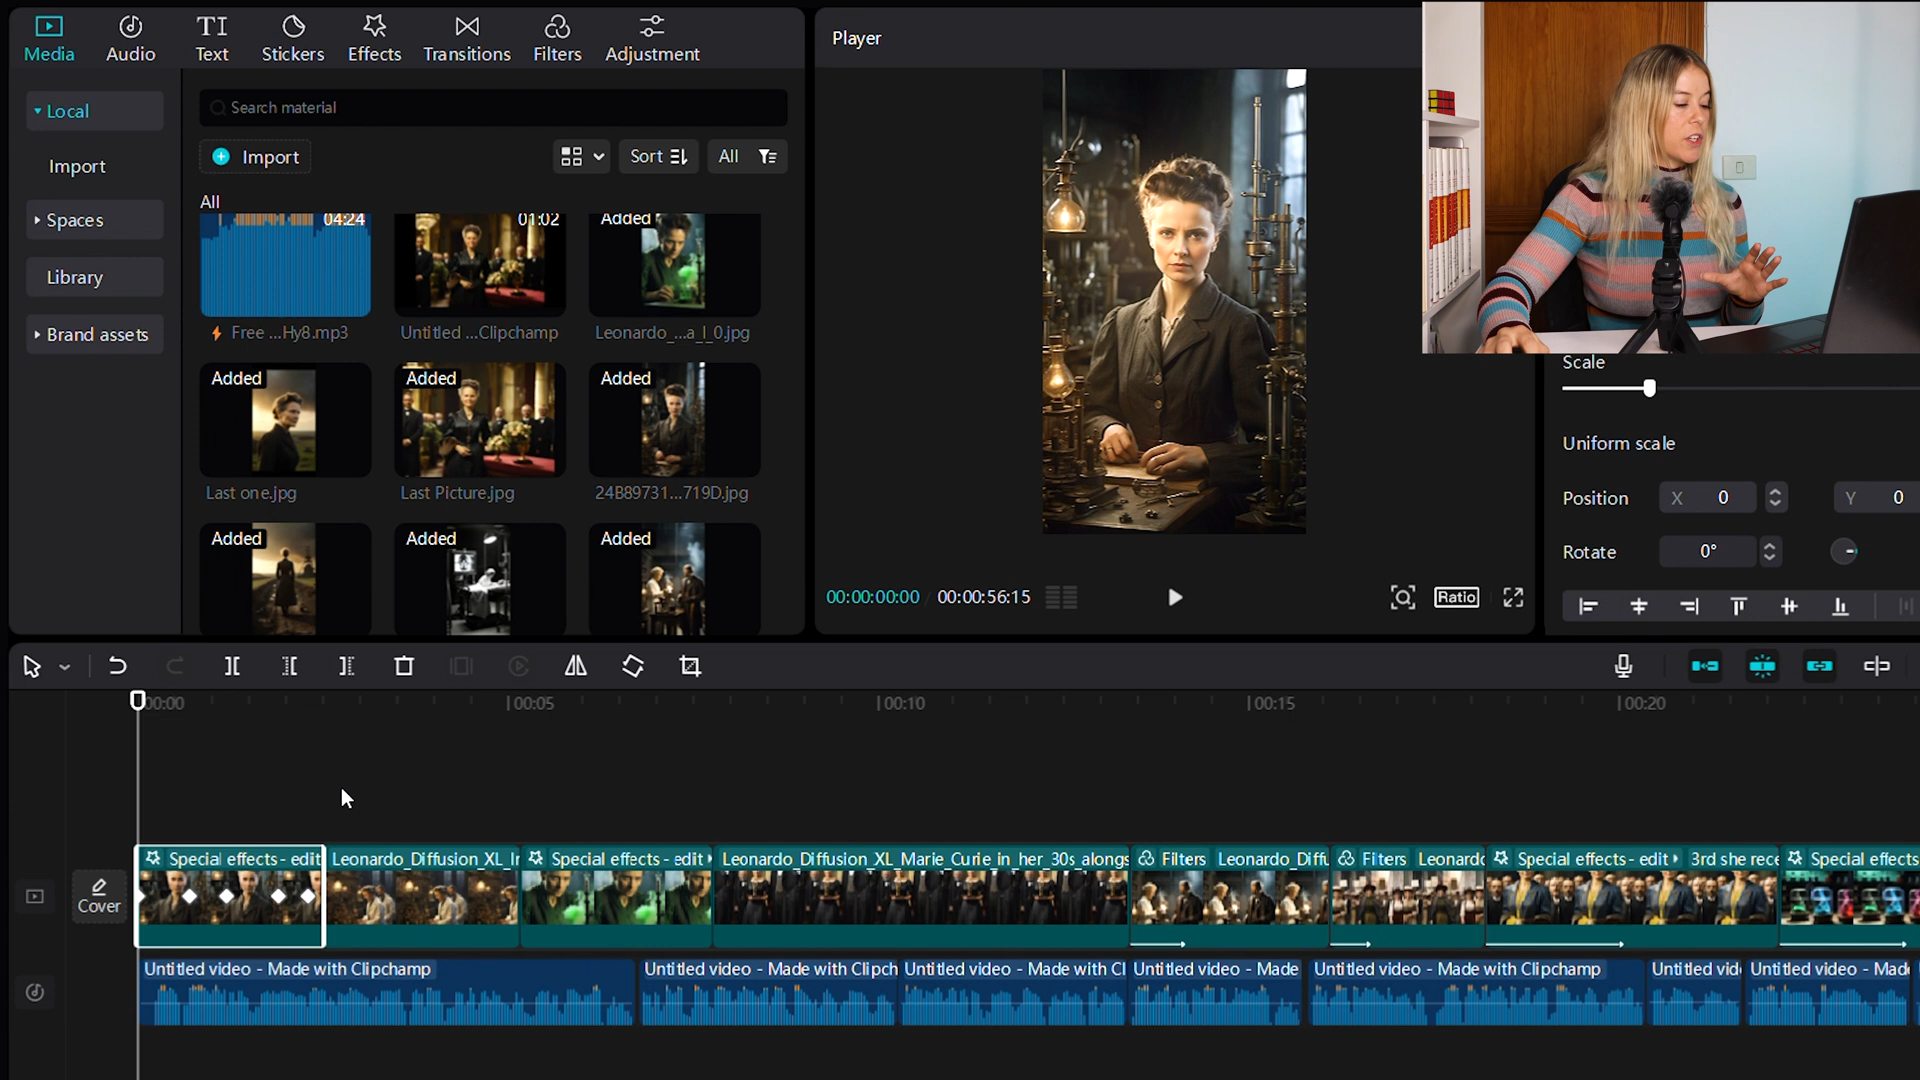 Media
Audio
TI
Text
Stickers
Effects
Transitions
Filters
Adjustment
Local
Import
Spaces
Library
Brand assets
Search material
Import
Sort
All
All
04:24
01:02
Added
Free ...Hy8.mp3
Untitled ...Clipchamp
Leonardo_...a_l_0.jpg
Added
Added
Added
Last one.jpg
Last Picture.jpg
24B89731...719D.jpg
Added
Added
Added
Player
00:00:00:00 / 00:00:56:15
Ratio
Scale
Uniform scale
Position X 0 Y 0
Rotate 0°
00:00
00:05
00:10
00:15
00:20
Cover
Special effects - edit
Leonardo_Diffusion_XL_Ir
Special effects - edit
Leonardo_Diffusion_XL_Marie_Curie_in_her_30s_alongs
Filters Leonardo_Diffu
Filters Leonardo
Special effects - edit 3rd she rece
Special effects
Untitled video - Made with Clipchamp
Untitled video - Made with Clipch
Untitled video - Made with Cl
Untitled video - Made
Untitled video - Made with Clipchamp
Untitled vid
Untitled video - Made